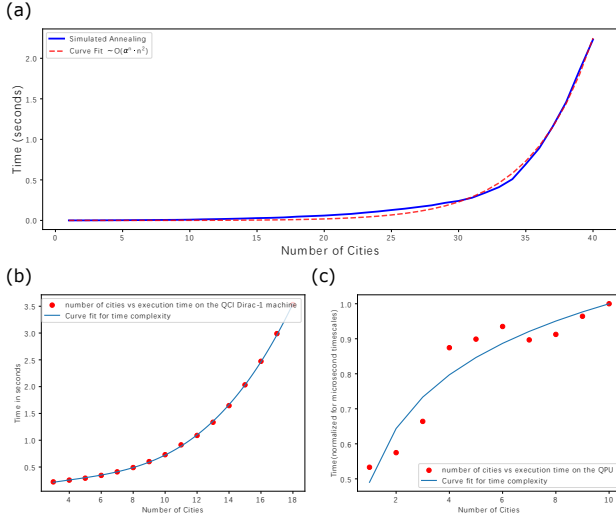 (a)
Simulated Annealing
Curve Fit ~O(αⁿ·n²)
Time (seconds)
2.0
1.5
1.0
0.5
0.0
0 5 10 15 20 25 30 35 40
Number of Cities
(b)
number of cities vs execution time on the QCI Dirac-1 machine
Curve fit for time complexity
Time in seconds
3.5
3.0
2.5
2.0
1.5
1.0
0.5
4 6 8 10 12 14 16 18
Number of Cities
(c)
Time(normalized for microsecond timescales)
1.0
0.9
0.8
0.7
0.6
0.5
number of cities vs execution time on the QPU
Curve fit for time complexity
2 4 6 8 10
Number of Cities